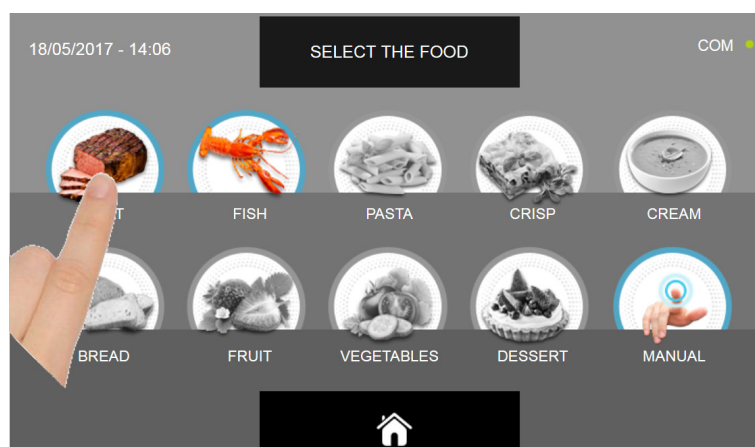 18/05/2017 - 14:06
SELECT THE FOOD
COM
T
FISH
PASTA
CRISP
CREAM
BREAD
FRUIT
VEGETABLES
DESSERT
MANUAL